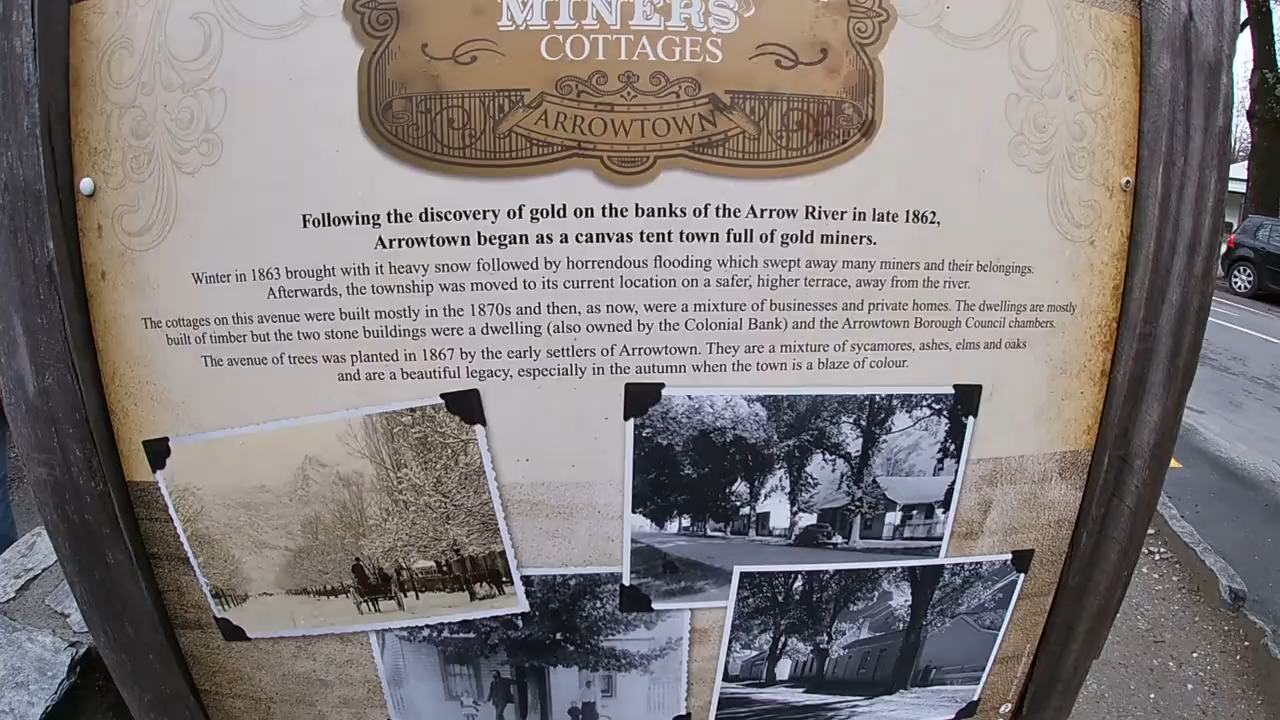 MINERS'
COTTAGES
ARROWTOWN
Following the discovery of gold on the banks of the Arrow River in late 1862,
Arrowtown began as a canvas tent town full of gold miners.
Winter in 1863 brought with it heavy snow followed by horrendous flooding which swept away many miners and their belongings.
Afterwards, the township was moved to its current location on a safer, higher terrace, away from the river.
The cottages on this avenue were built mostly in the 1870s and then, as now, were a mixture of businesses and private homes. The dwellings are mostly
built of timber but the two stone buildings were a dwelling (also owned by the Colonial Bank) and the Arrowtown Borough Council chambers.
The avenue of trees was planted in 1867 by the early settlers of Arrowtown. They are a mixture of sycamores, ashes, elms and oaks
and are a beautiful legacy, especially in the autumn when the town is a blaze of colour.